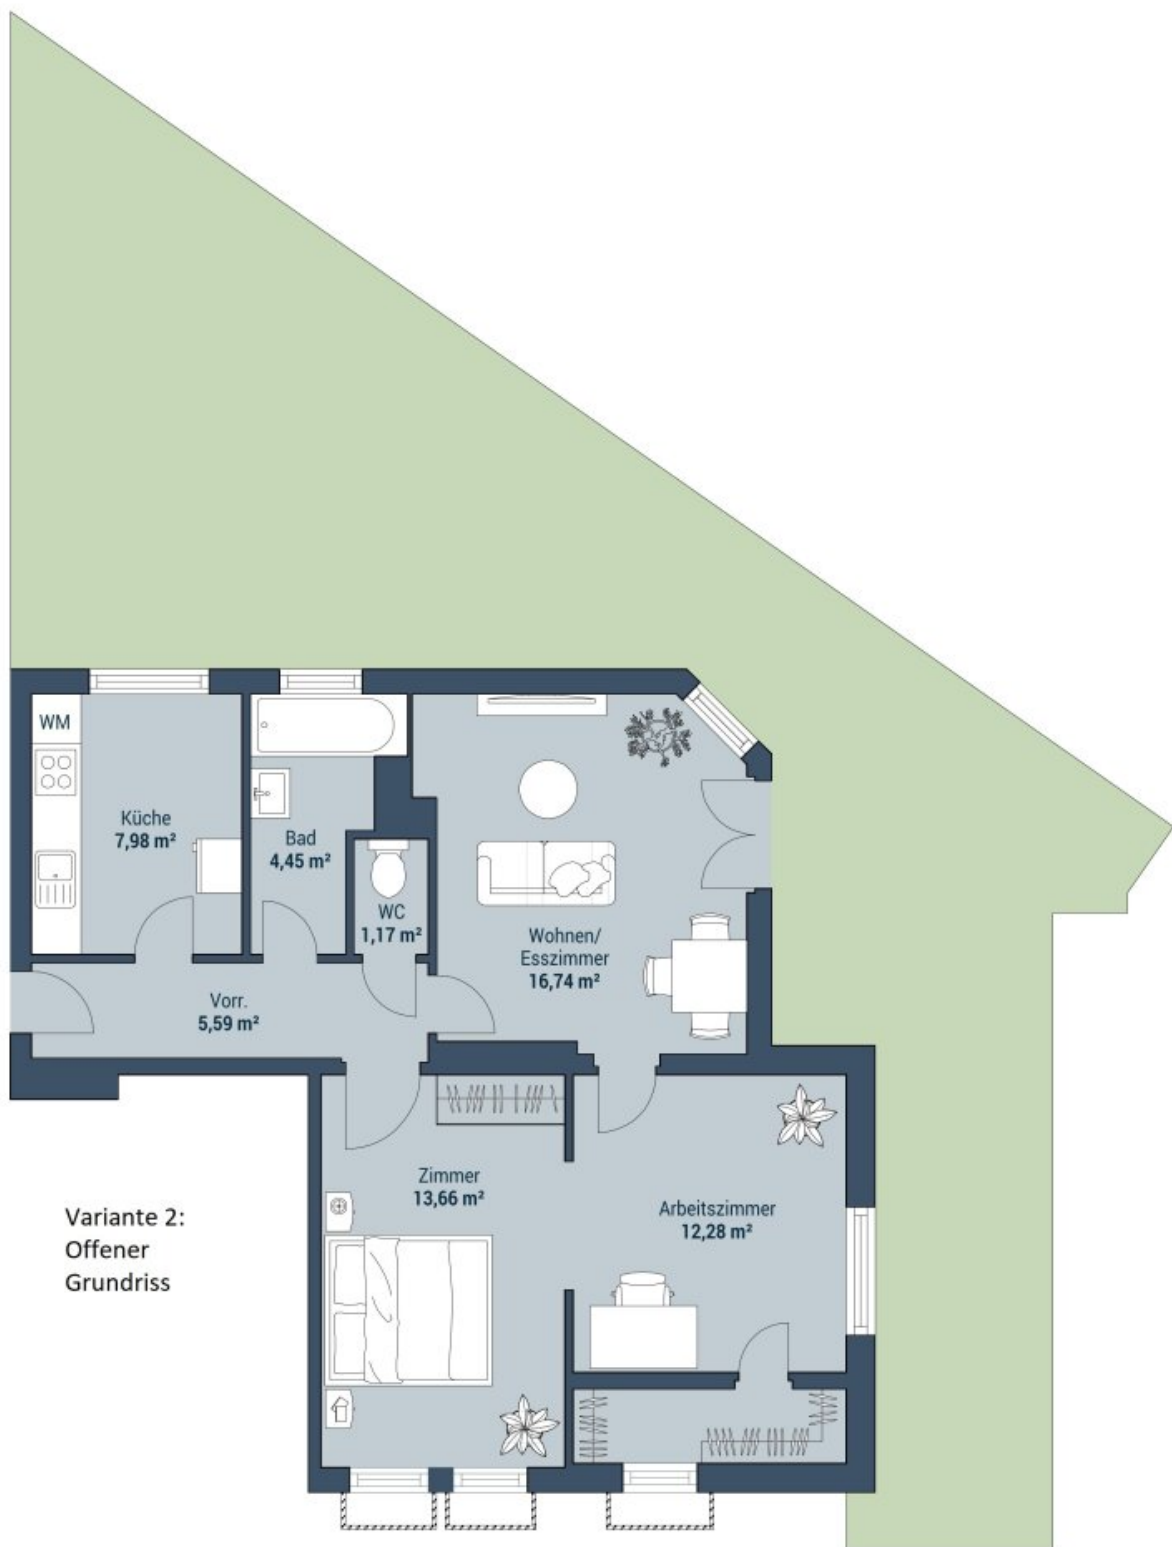 WM
Küche
7,98 m²
Bad
4,45 m²
WC
1,17 m²
Wohnen/
Esszimmer
16,74 m²
Vorr.
5,59 m²
Zimmer
13,66 m²
Arbeitszimmer
12,28 m²
Variante 2:
Offener
Grundriss